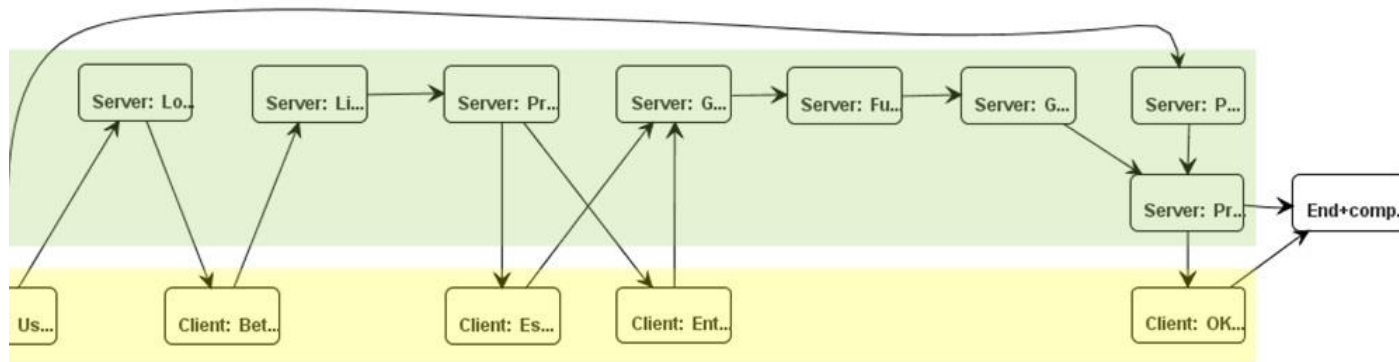 Server: Lo...
Server: Li...
Server: Pr...
Server: G...
Server: Fu...
Server: G...
Server: P...
Server: Pr...
End+comp.
Us...
Client: Bet...
Client: Es...
Client: Ent...
Client: OK...